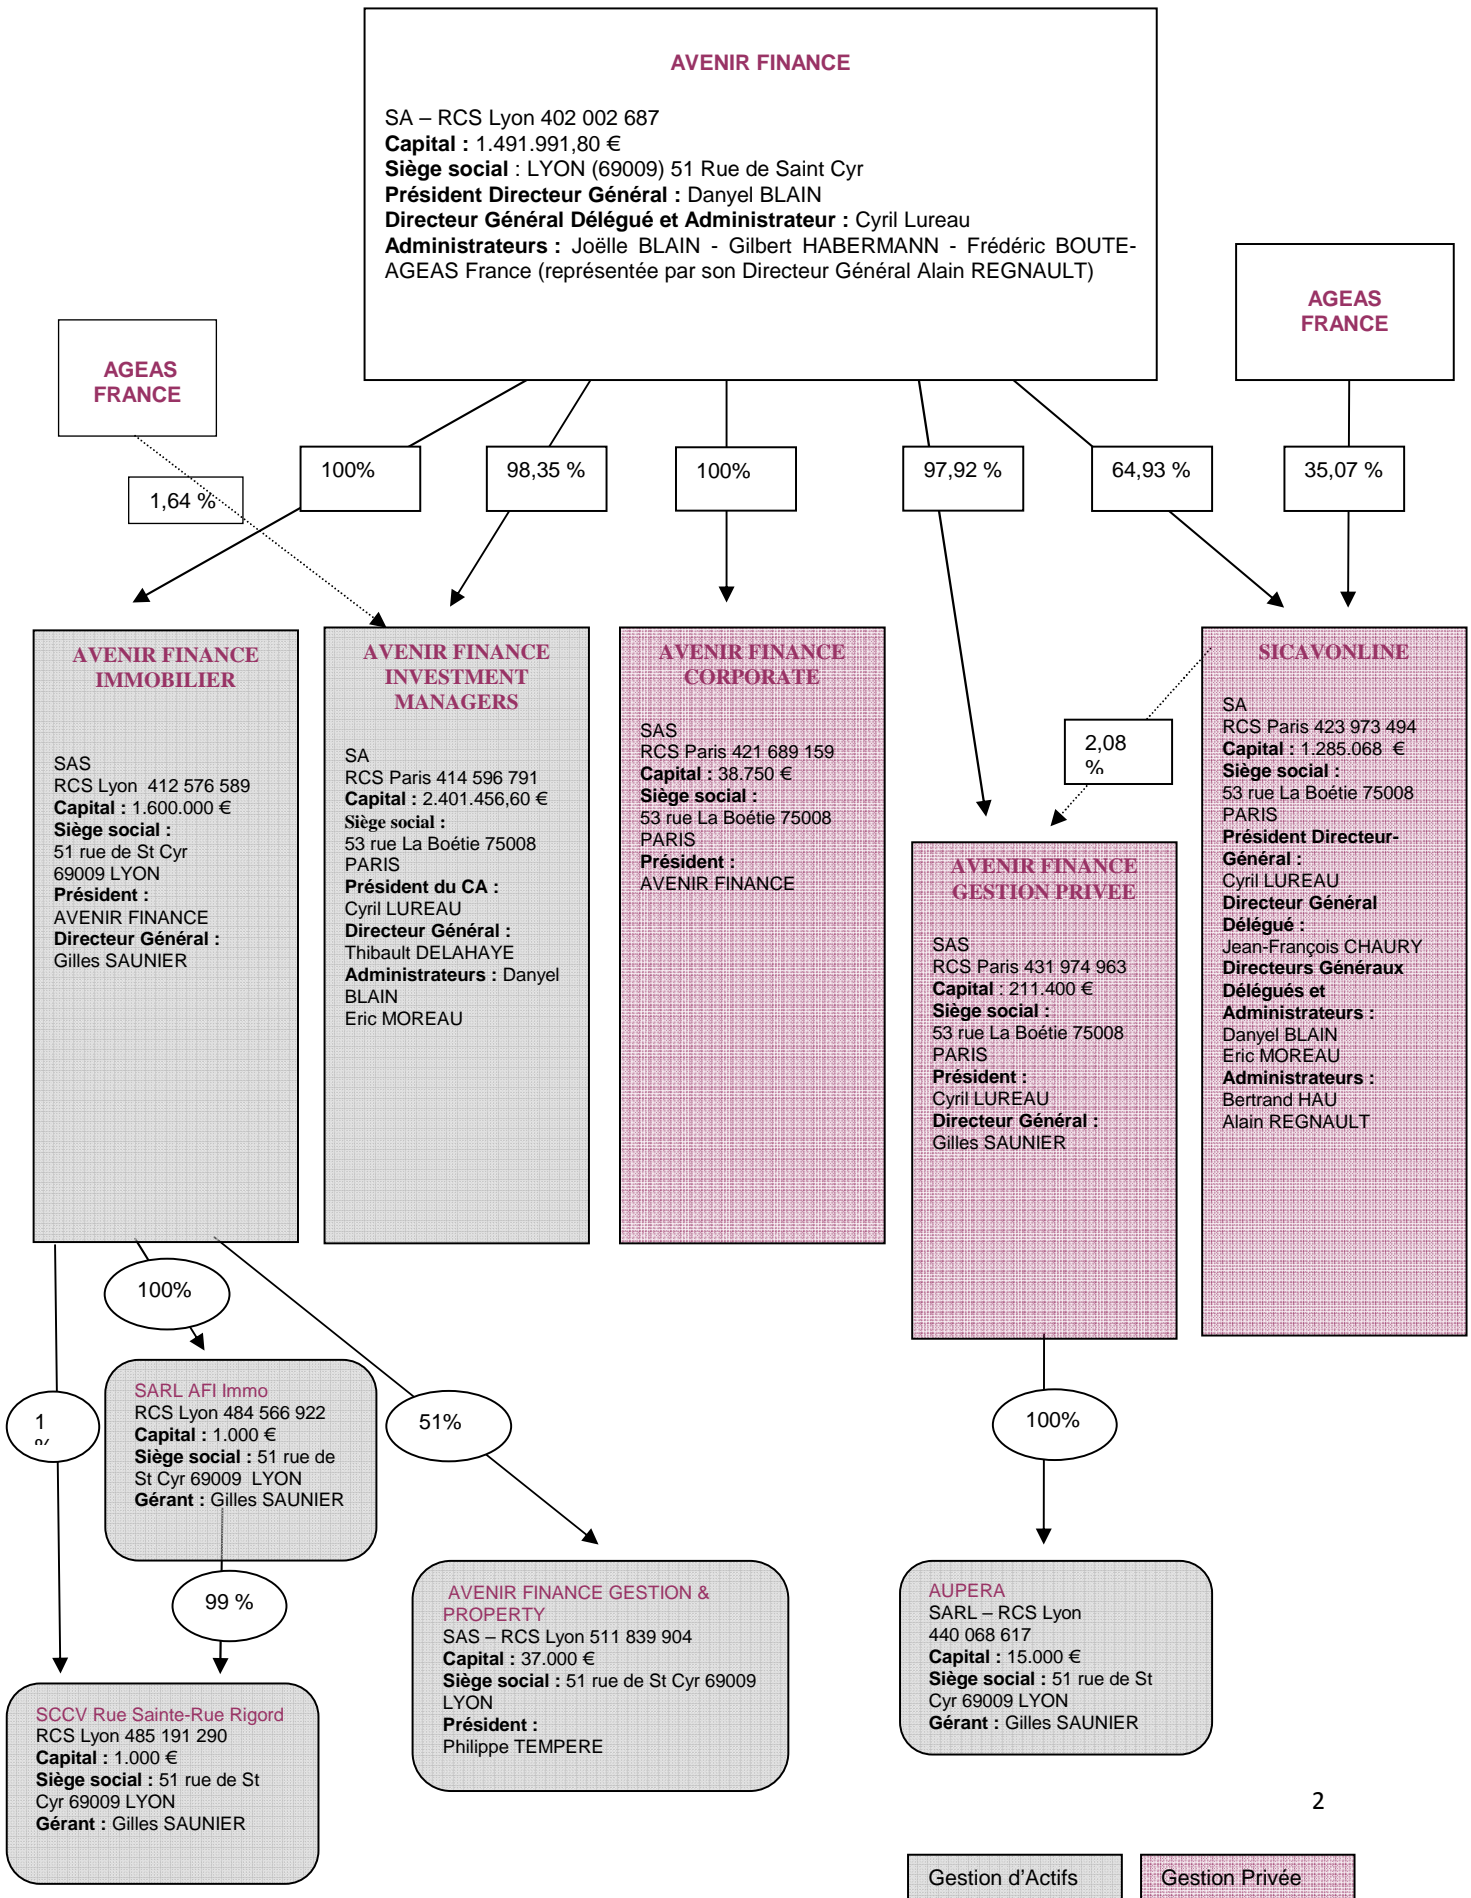 AVENIR FINANCE
SA – RCS Lyon 402 002 687
Capital : 1.491.991,80 €
Siège social : LYON (69009) 51 Rue de Saint Cyr
Président Directeur Général : Danyel BLAIN
Directeur Général Délégué et Administrateur : Cyril Lureau
Administrateurs : Joëlle BLAIN - Gilbert HABERMANN - Frédéric BOUTE-
AGEAS France (représentée par son Directeur Général Alain REGNAULT)
AGEAS
FRANCE
AGEAS
FRANCE
1,64 %
100%
98,35 %
100%
97,92 %
64,93 %
35,07 %
AVENIR FINANCE
IMMOBILIER
SAS
RCS Lyon 412 576 589
Capital : 1.600.000 €
Siège social :
51 rue de St Cyr
69009 LYON
Président :
AVENIR FINANCE
Directeur Général :
Gilles SAUNIER
AVENIR FINANCE
INVESTMENT
MANAGERS
SA
RCS Paris 414 596 791
Capital : 2.401.456,60 €
Siège social :
53 rue La Boétie 75008
PARIS
Président du CA :
Cyril LUREAU
Directeur Général :
Thibault DELAHAYE
Administrateurs : Danyel
BLAIN
Eric MOREAU
AVENIR FINANCE
CORPORATE
SAS
RCS Paris 421 689 159
Capital : 38.750 €
Siège social :
53 rue La Boétie 75008
PARIS
Président :
AVENIR FINANCE
2,08
%
AVENIR FINANCE
GESTION PRIVEE
SAS
RCS Paris 431 974 963
Capital : 211.400 €
Siège social :
53 rue La Boétie 75008
PARIS
Président :
Cyril LUREAU
Directeur Général :
Gilles SAUNIER
SICAVONLINE
SA
RCS Paris 423 973 494
Capital : 1.285.068 €
Siège social :
53 rue La Boétie 75008
PARIS
Président Directeur-
Général :
Cyril LUREAU
Directeur Général
Délégué :
Jean-François CHAURY
Directeurs Généraux
Délégués et
Administrateurs :
Danyel BLAIN
Eric MOREAU
Administrateurs :
Bertrand HAU
Alain REGNAULT
100%
1
%
51%
100%
SARL AFI Immo
RCS Lyon 484 566 922
Capital : 1.000 €
Siège social : 51 rue de
St Cyr 69009 LYON
Gérant : Gilles SAUNIER
99 %
SCCV Rue Sainte-Rue Rigord
RCS Lyon 485 191 290
Capital : 1.000 €
Siège social : 51 rue de St
Cyr 69009 LYON
Gérant : Gilles SAUNIER
AVENIR FINANCE GESTION &
PROPERTY
SAS – RCS Lyon 511 839 904
Capital : 37.000 €
Siège social : 51 rue de St Cyr 69009
LYON
Président :
Philippe TEMPERE
AUPERA
SARL – RCS Lyon
440 068 617
Capital : 15.000 €
Siège social : 51 rue de St
Cyr 69009 LYON
Gérant : Gilles SAUNIER
2
Gestion d'Actifs
Gestion Privée